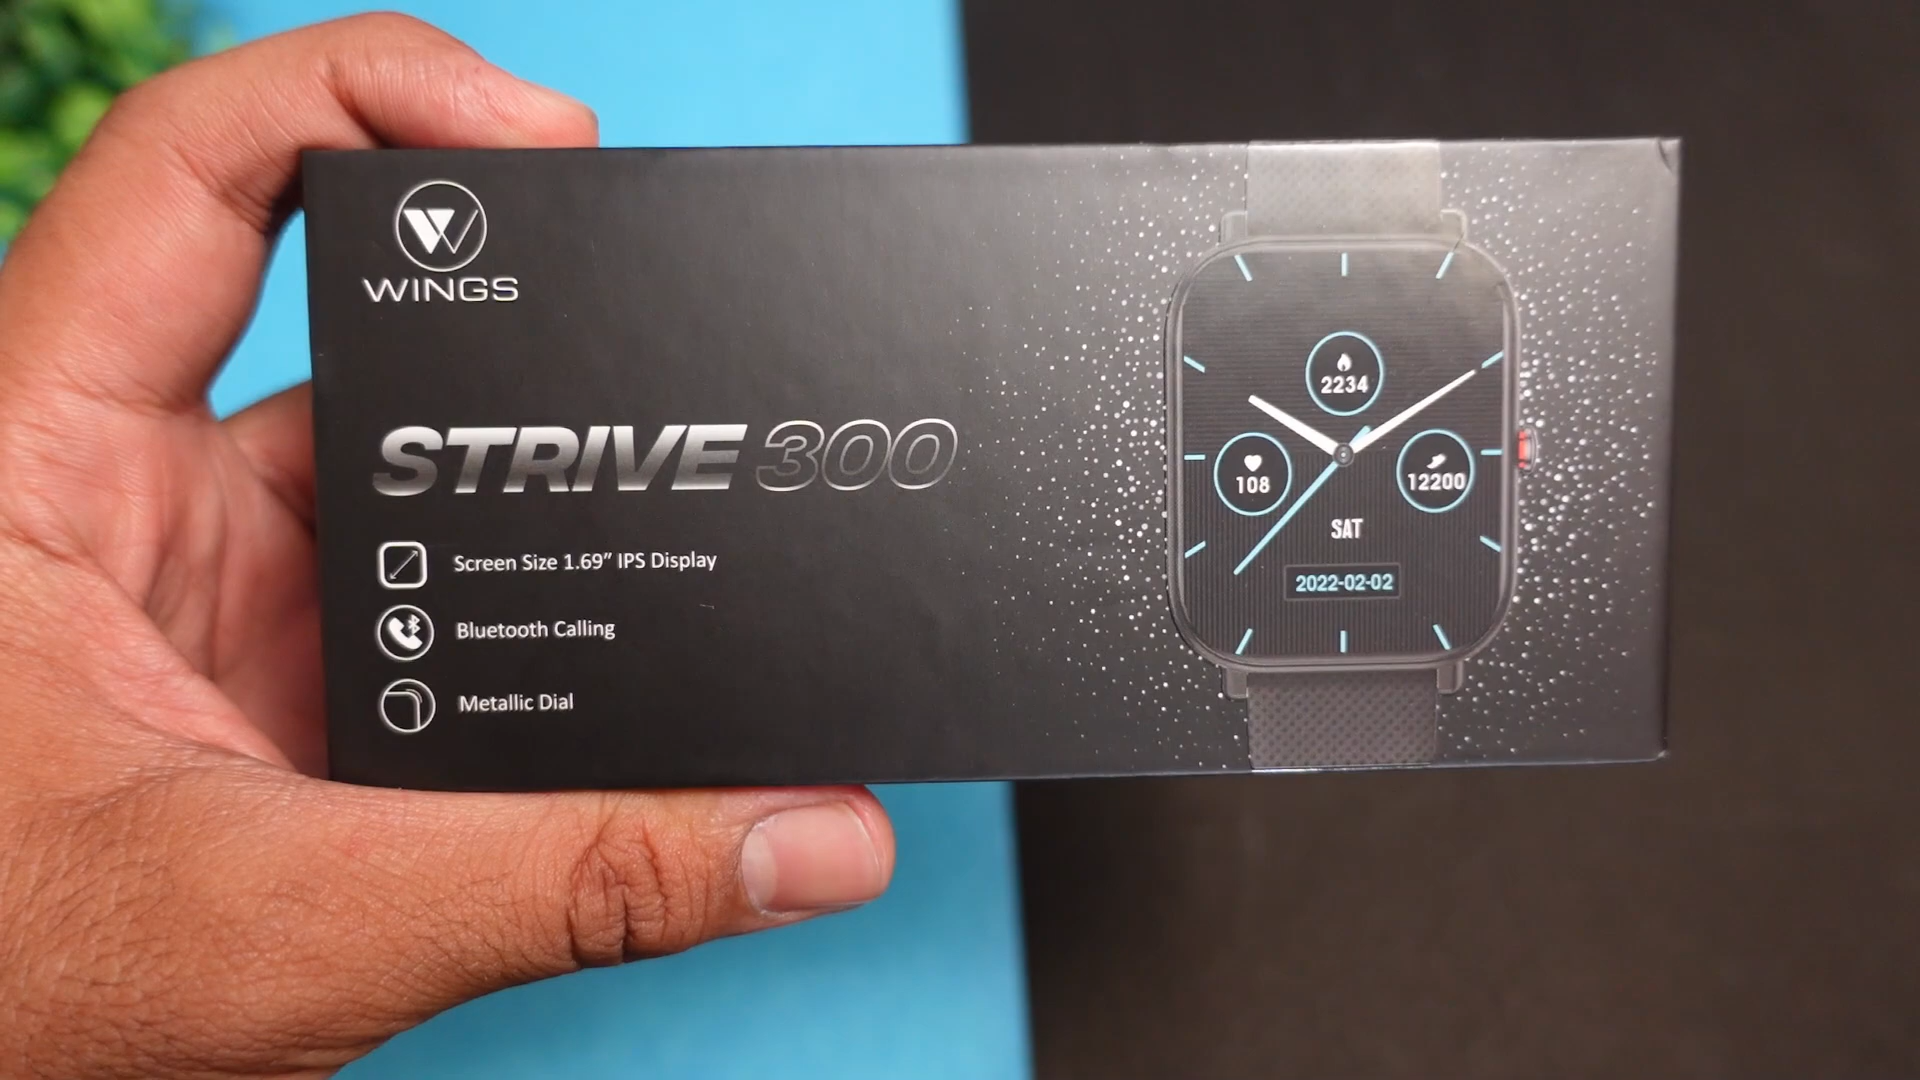 WINGS
STRIVE 300
Screen Size 1.69” IPS Display
Bluetooth Calling
Metallic Dial
2234
108
12200
SAT
2022-02-02